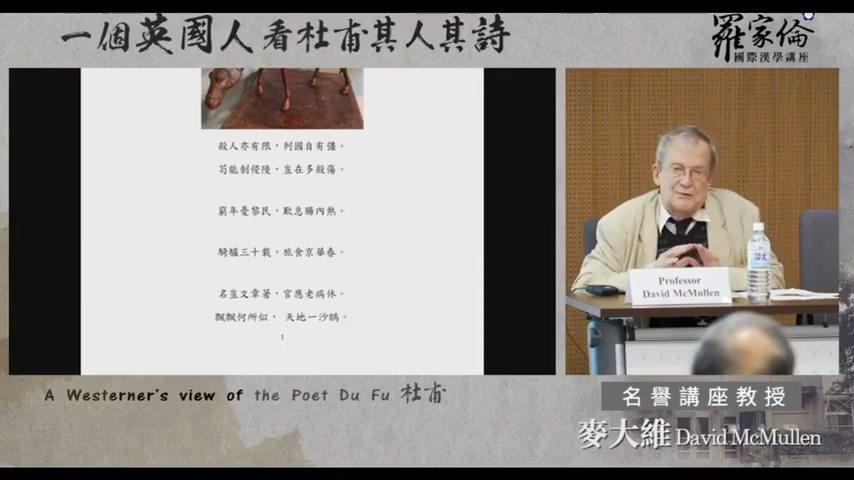 一個英國人看杜甫其人其詩
羅家倫
國際漢學講座
殺人亦有限，列國自有疆。
苟能制侵陵，豈在多殺傷。
窮年憂黎民，歎息腸內熱。
騎驢三十載，旅食京華春。
名豈文章著，官應老病休。
飄飄何所似， 天地一沙鷗。
1
Professor
David McMullen
A Westerner's view of the Poet Du Fu 杜甫
名譽講座教授
麥大維 David McMullen